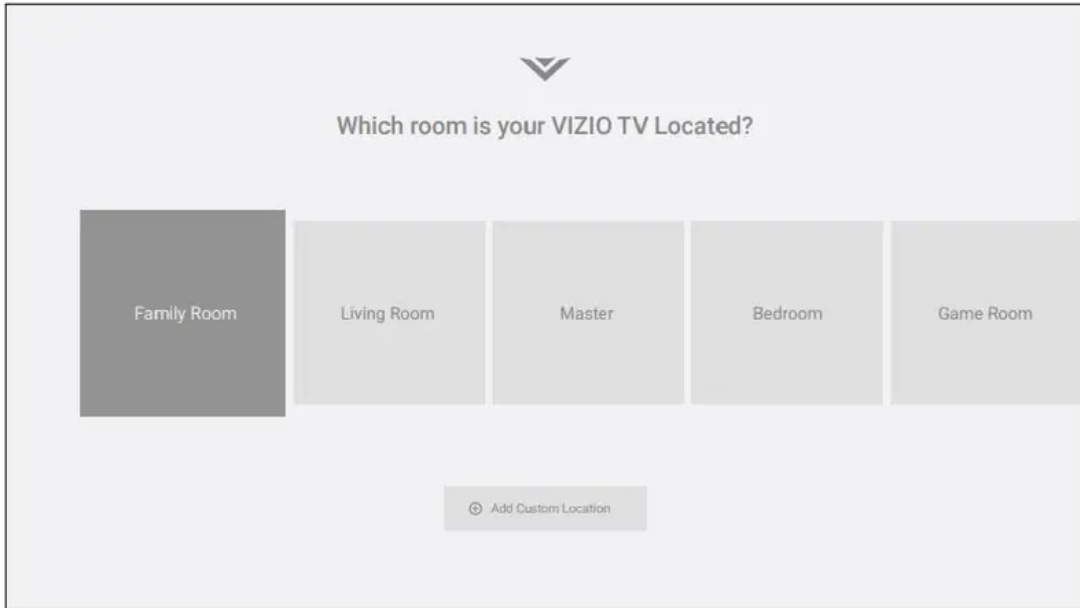 Which room is your VIZIO TV Located?
Family Room
Living Room
Master
Bedroom
Game Room
Add Custom Location